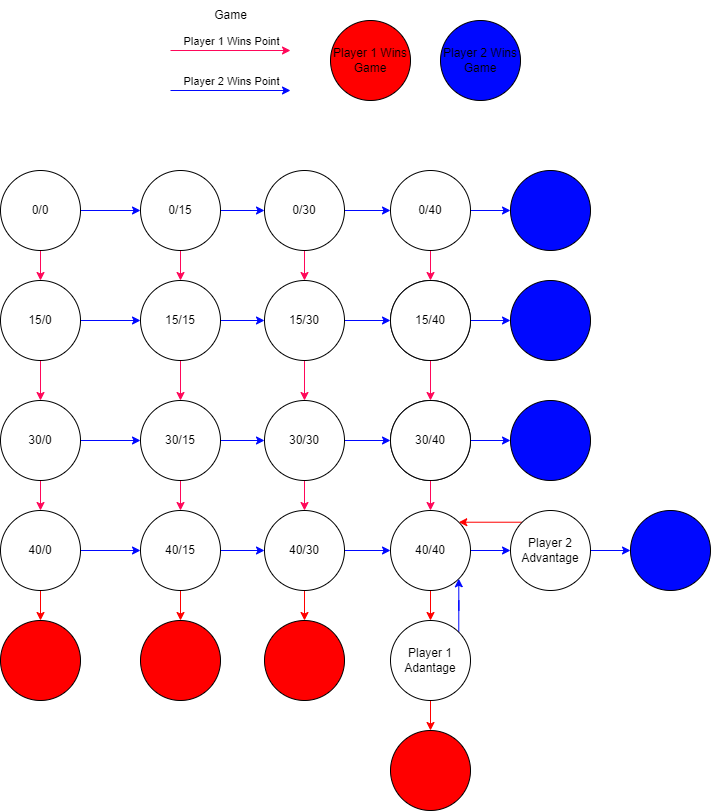 Game
Player 1 Wins Point
Player 2 Wins Point
Player 1 Wins
Game
Player 2 Wins
Game
0/0
0/15
0/30
0/40
15/0
15/15
15/30
15/40
30/0
30/15
30/30
30/40
40/0
40/15
40/30
40/40
Player 2
Advantage
Player 1
Adantage